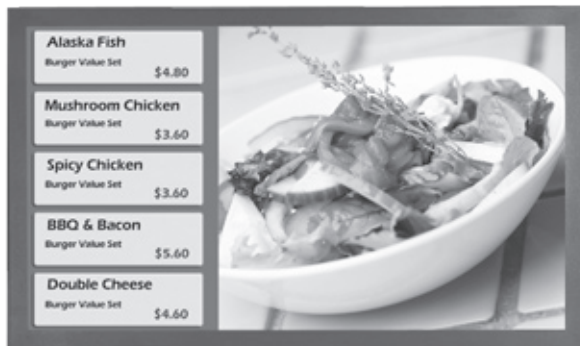 Alaska Fish
Burger Value Set
$4.80
Mushroom Chicken
Burger Value Set
$3.60
Spicy Chicken
Burger Value Set
$3.60
BBQ & Bacon
Burger Value Set
$5.60
Double Cheese
Burger Value Set
$4.60